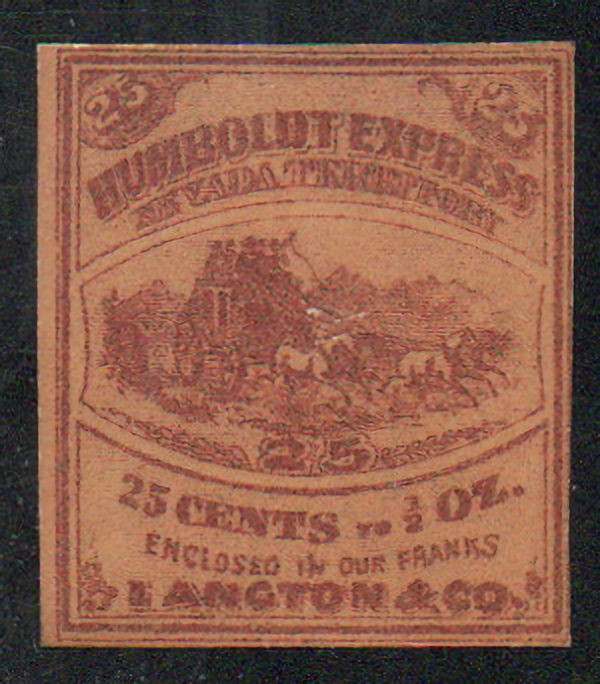 25 25
HUMBOLDT EXPRESS
NEVADA TERRITORY
25
25 CENTS TO ½ OZ.
ENCLOSED IN OUR FRANKS
LANGTON & CO.